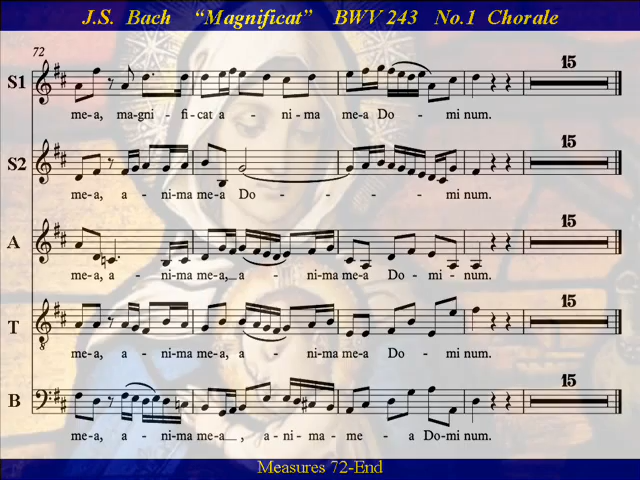 J.S. Bach "Magnificat" BWV 243 No.1 Chorale
72
S1 15
me-a, ma-gni - fi-cat a - ni - ma me-a Do - mi num.
S2 15
me-a, a - ni-ma me-a Do - - - mi num.
A 15
me-a, a - ni-ma me-a,_ a - ni-ma me-a Do - mi - num.
T 15
me-a, a - ni-ma me-a, a - ni-ma me-a Do - mi num.
8
B 15
me-a, a - ni-ma me-a_ , a - ni - ma - me - a Do-mi num.
Measures 72-End